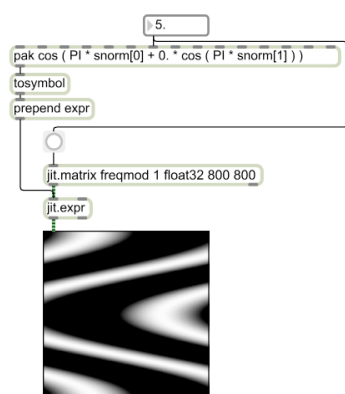 5.
pak cos ( PI * snorm[0] + 0. * cos ( PI * snorm[1] ) )
tosymbol
prepend expr
jit.matrix freqmod 1 float32 800 800
jit.expr